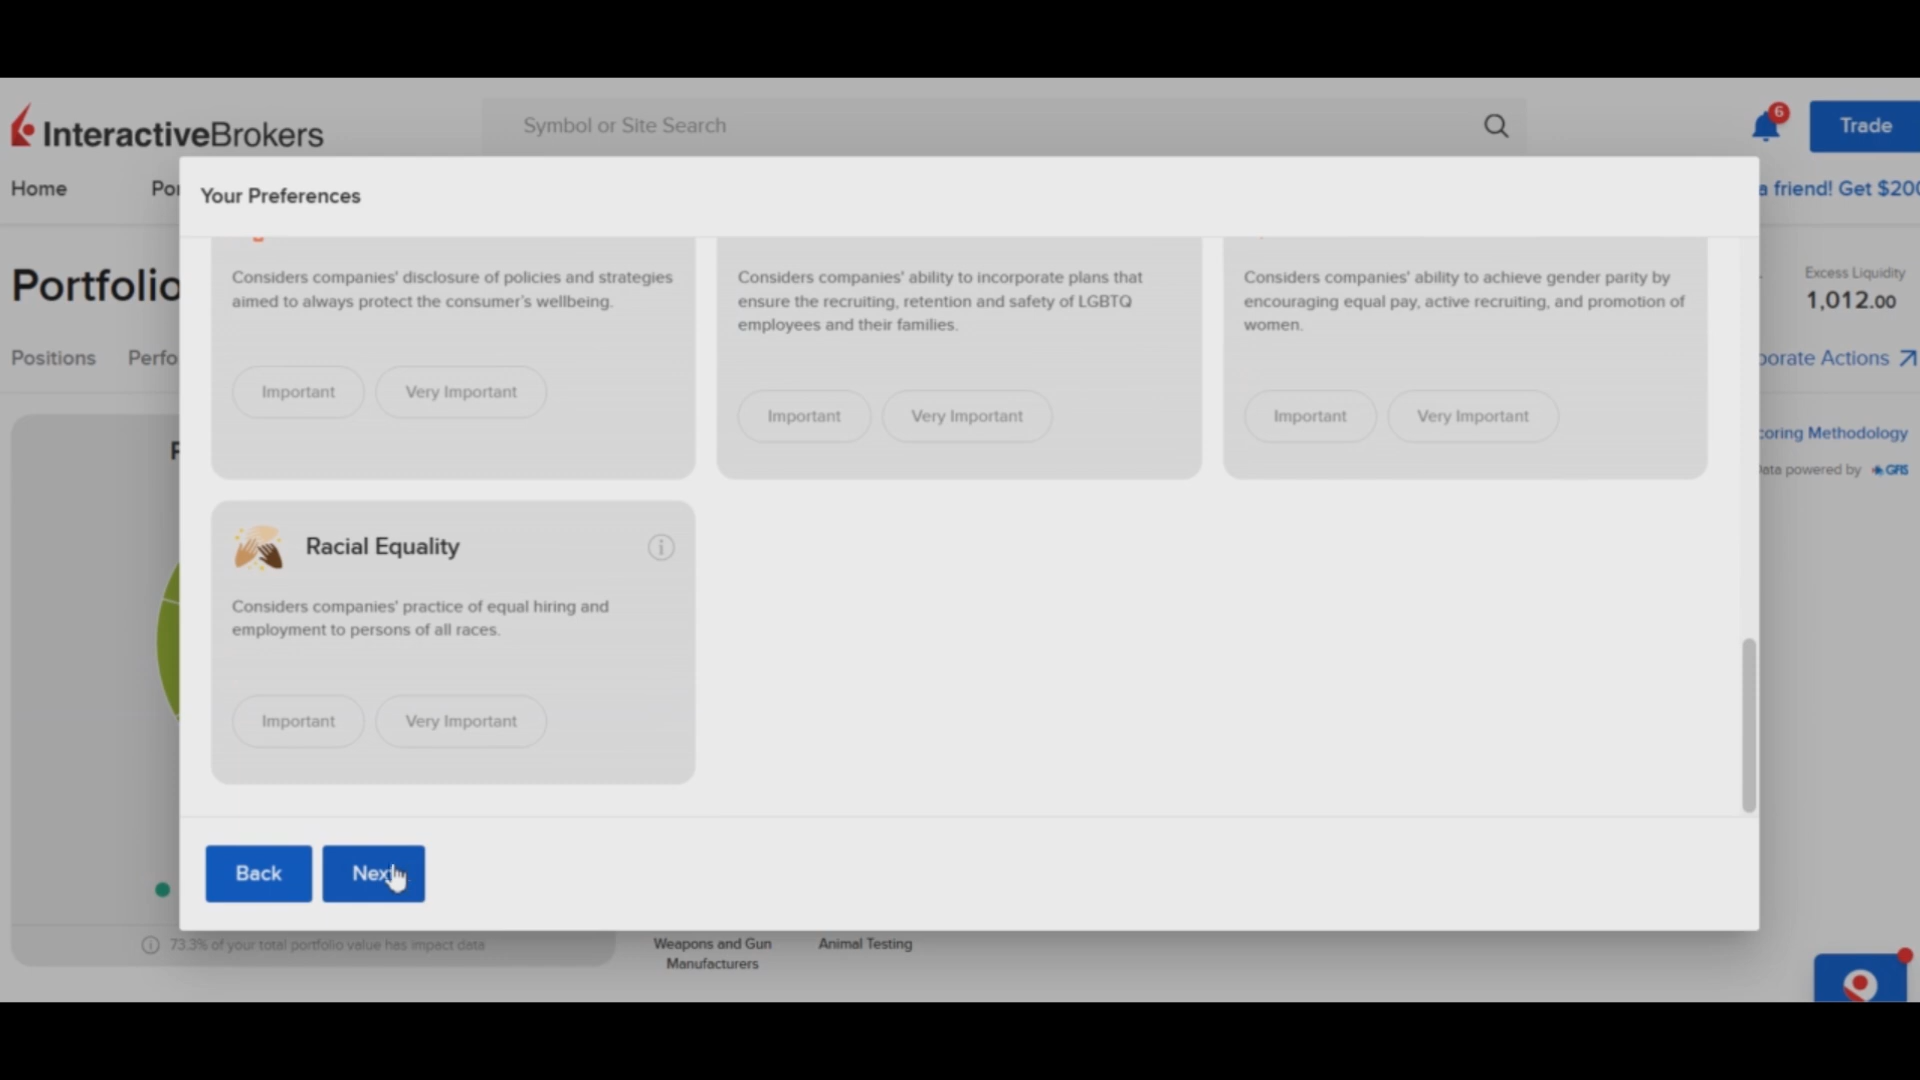 InteractiveBrokers
Symbol or Site Search
6
Trade
Home
Por
a friend! Get $200
Your Preferences
Portfolio
Excess Liquidity
1,012.00
Positions
Perfo
porate Actions
Considers companies' disclosure of policies and strategies
aimed to always protect the consumer's wellbeing.
Important
Very Important
Considers companies' ability to incorporate plans that
ensure the recruiting, retention and safety of LGBTQ
employees and their families.
Important
Very Important
Considers companies' ability to achieve gender parity by
encouraging equal pay, active recruiting, and promotion of
women.
Important
Very Important
coring Methodology
ata powered by GRS
Racial Equality
Considers companies' practice of equal hiring and
employment to persons of all races.
Important
Very Important
Back
Next
73.3% of your total portfolio value has impact data
Weapons and Gun
Manufacturers
Animal Testing